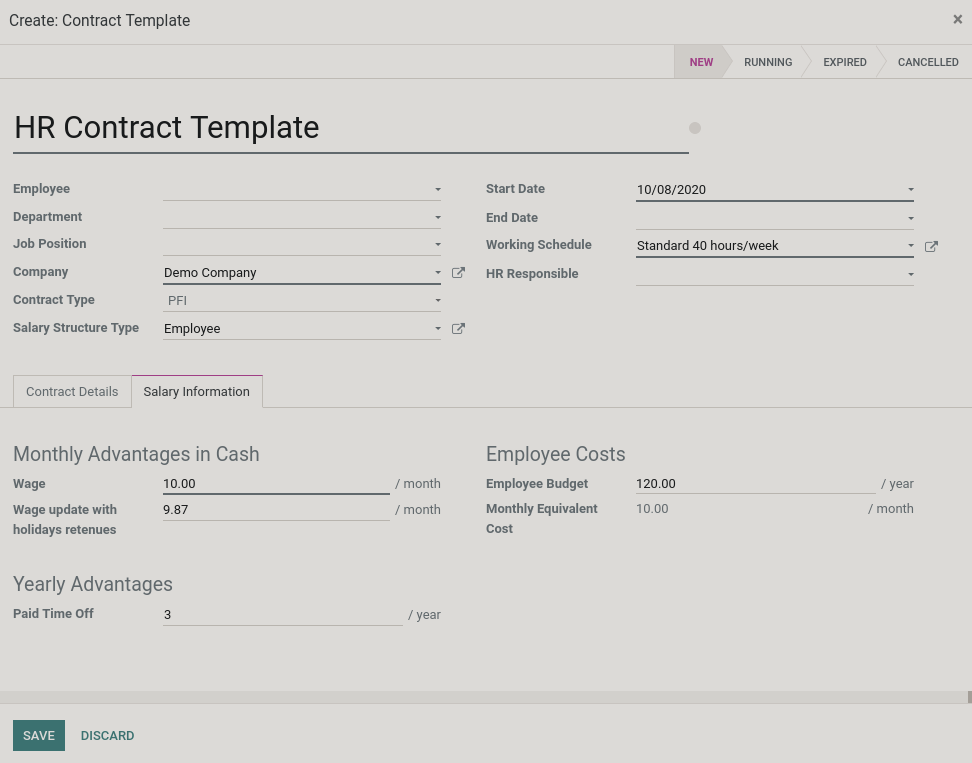 Create: Contract Template ×
NEW RUNNING EXPIRED CANCELLED
HR Contract Template
Employee
Department
Job Position
Company Demo Company
Contract Type PFI
Salary Structure Type Employee
Start Date 10/08/2020
End Date
Working Schedule Standard 40 hours/week
HR Responsible
Contract Details Salary Information
Monthly Advantages in Cash
Wage 10.00 / month
Wage update with 9.87 / month
holidays retenues
Employee Costs
Employee Budget 120.00 / year
Monthly Equivalent 10.00 / month
Cost
Yearly Advantages
Paid Time Off 3 / year
SAVE DISCARD